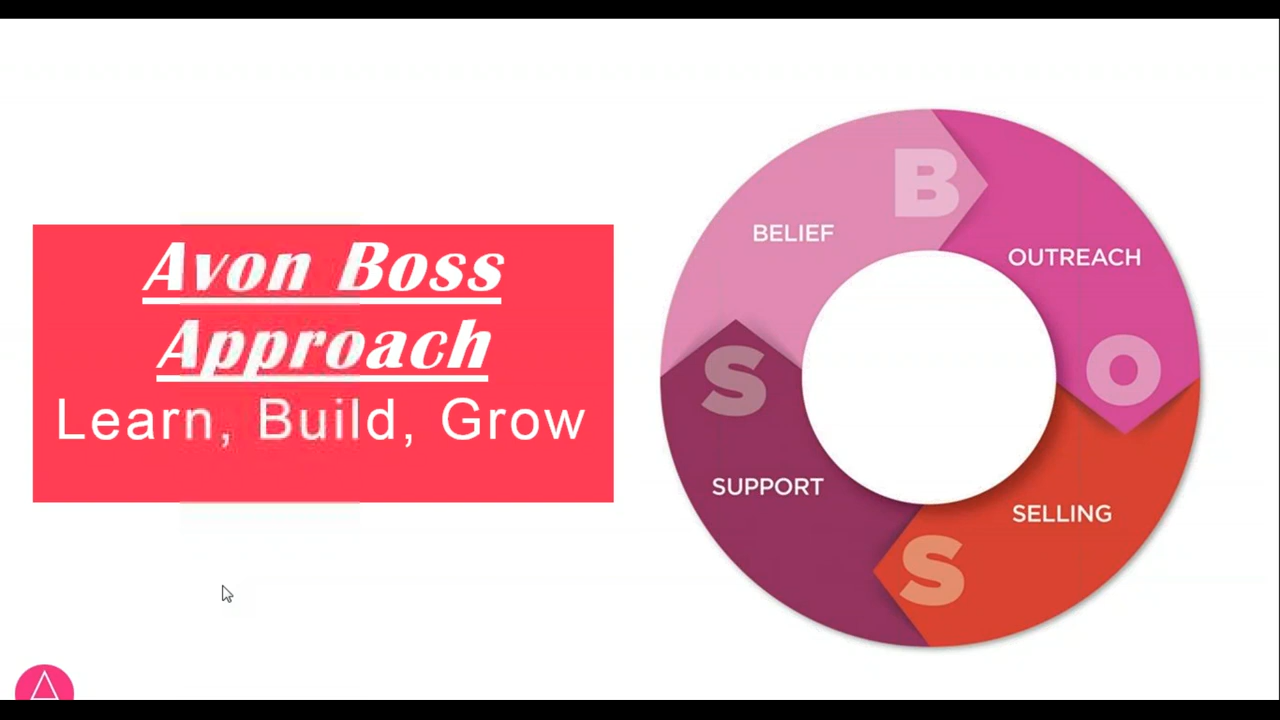 Avon Boss
Approach
Learn, Build, Grow
B
BELIEF
OUTREACH
O
S
SUPPORT
SELLING
S